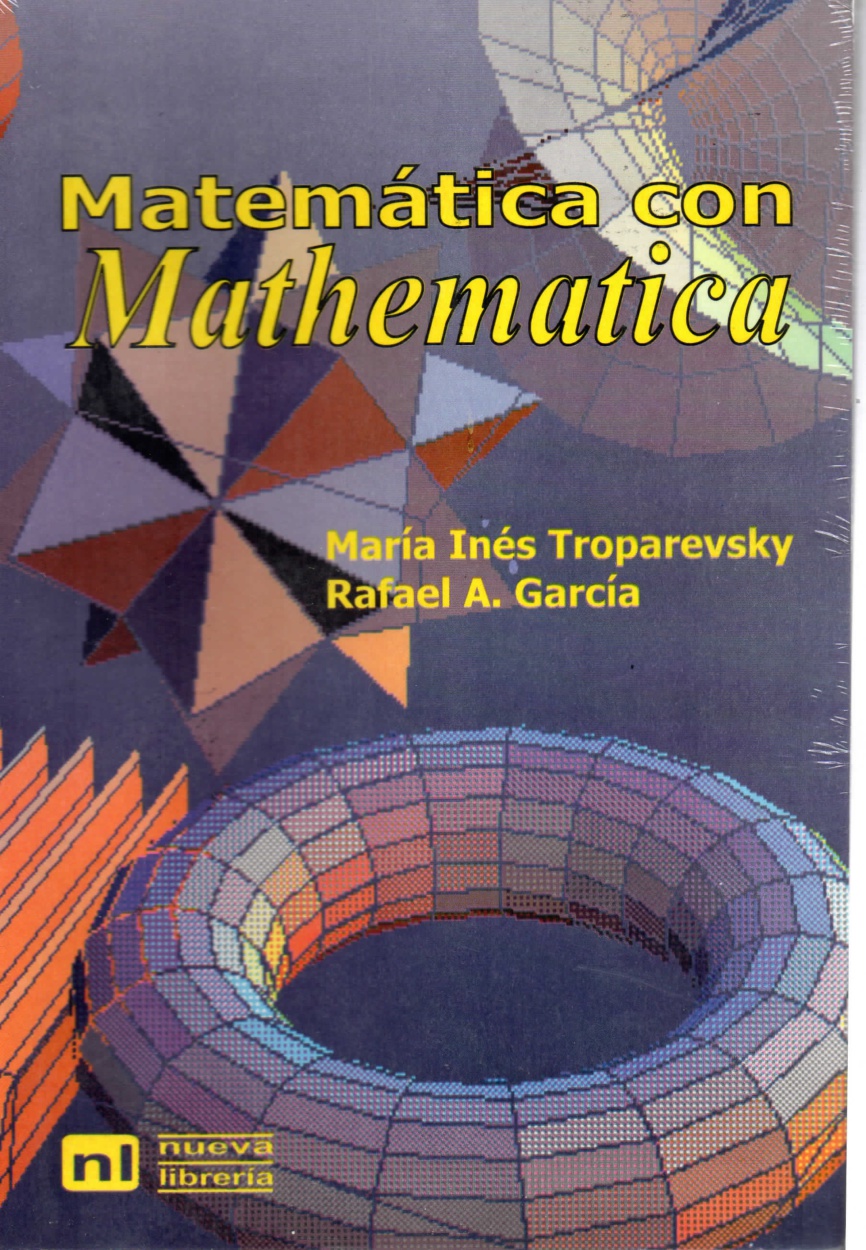 Matemática con
Mathematica
María Inés Troparevsky
Rafael A. García
nl
nueva
librería